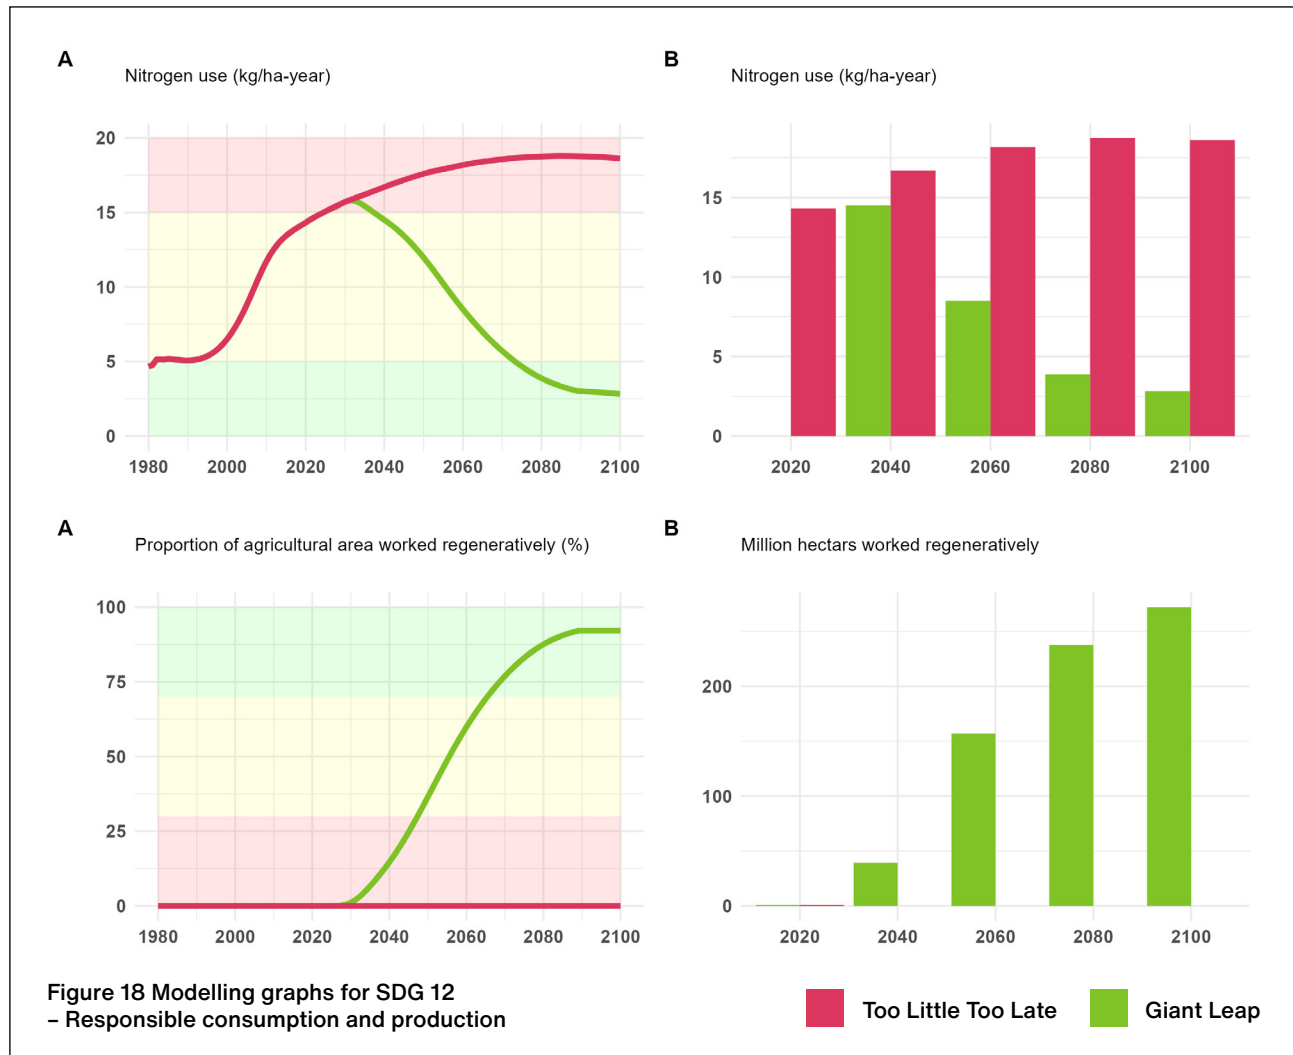 A
Nitrogen use (kg/ha-year)
20
15
10
5
0
1980 2000 2020 2040 2060 2080 2100
B
Nitrogen use (kg/ha-year)
15
10
5
0
2020 2040 2060 2080 2100
A
Proportion of agricultural area worked regeneratively (%)
100
75
50
25
0
1980 2000 2020 2040 2060 2080 2100
B
Million hectars worked regeneratively
200
100
0
2020 2040 2060 2080 2100
Figure 18 Modelling graphs for SDG 12
– Responsible consumption and production
Too Little Too Late
Giant Leap